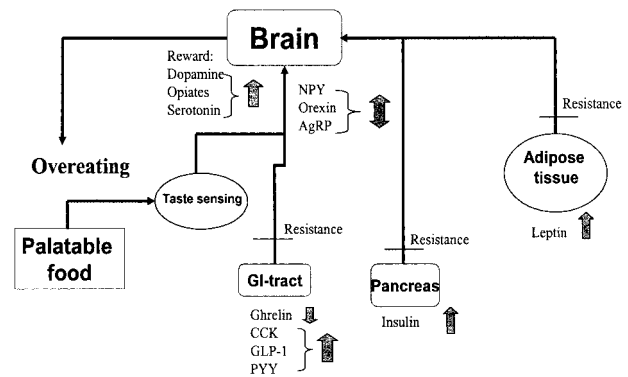 Brain
Reward:
Dopamine
Opiates
Serotonin
NPY
Orexin
AgRP
Resistance
Overeating
Taste sensing
Adipose
tissue
Palatable
food
Resistance
Resistance
Leptin
GI-tract
Pancreas
Ghrelin
CCK
GLP-1
PYY
Insulin